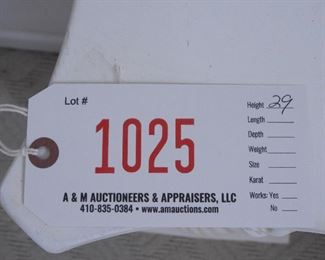 Lot #
1025
A & M AUCTIONEERS & APPRAISERS, LLC
410-835-0384 • www.amauctions.com
Height 29
Length
Depth
Weight
Size
Karat
Works: Yes
No